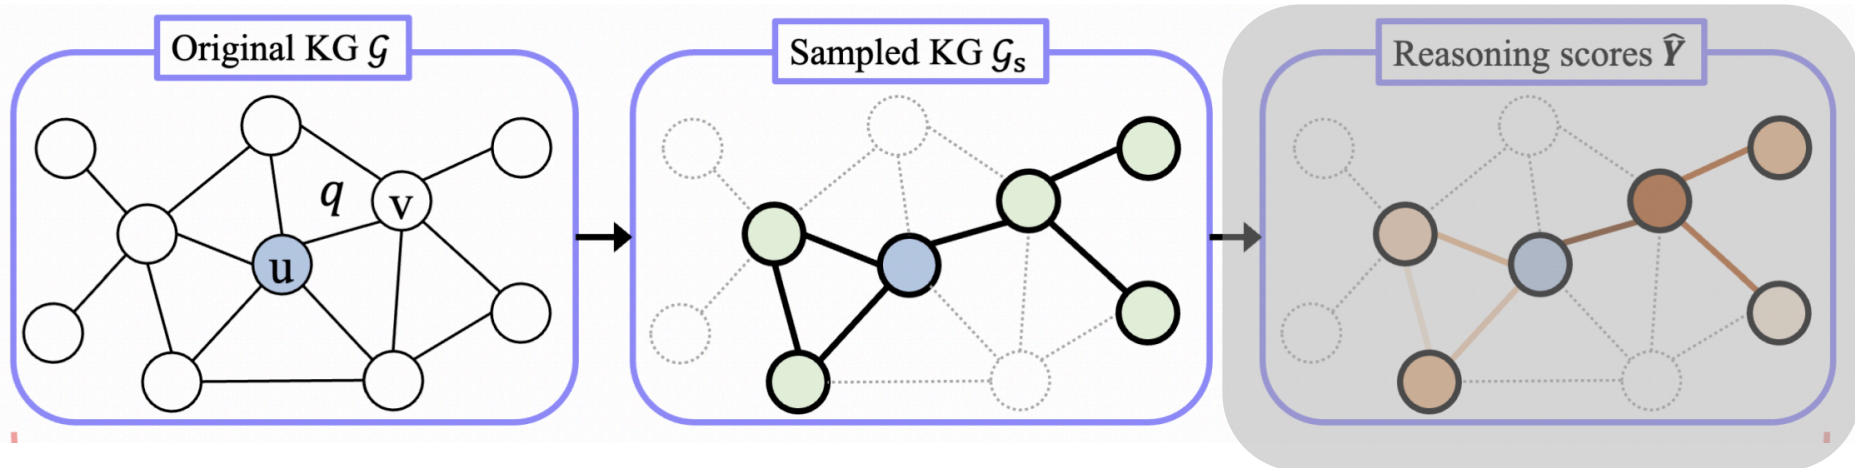 Original KG 𝒢
Sampled KG 𝒢ₛ
Reasoning scores Ŷ
q
v
u